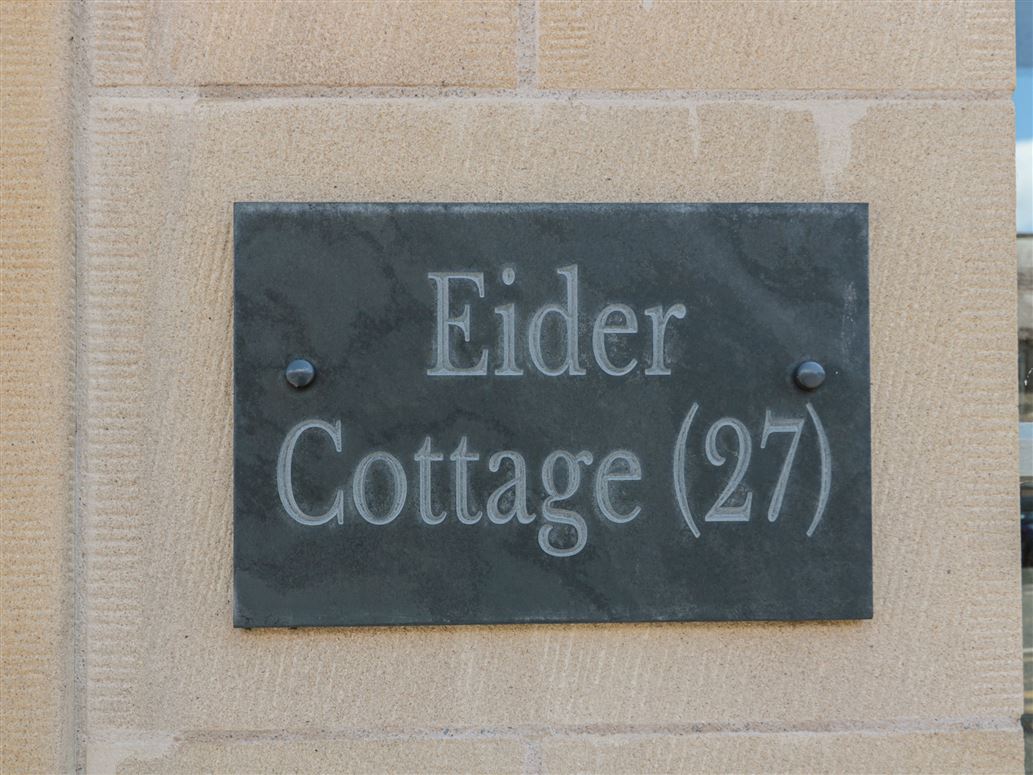 Eider
Cottage (27)